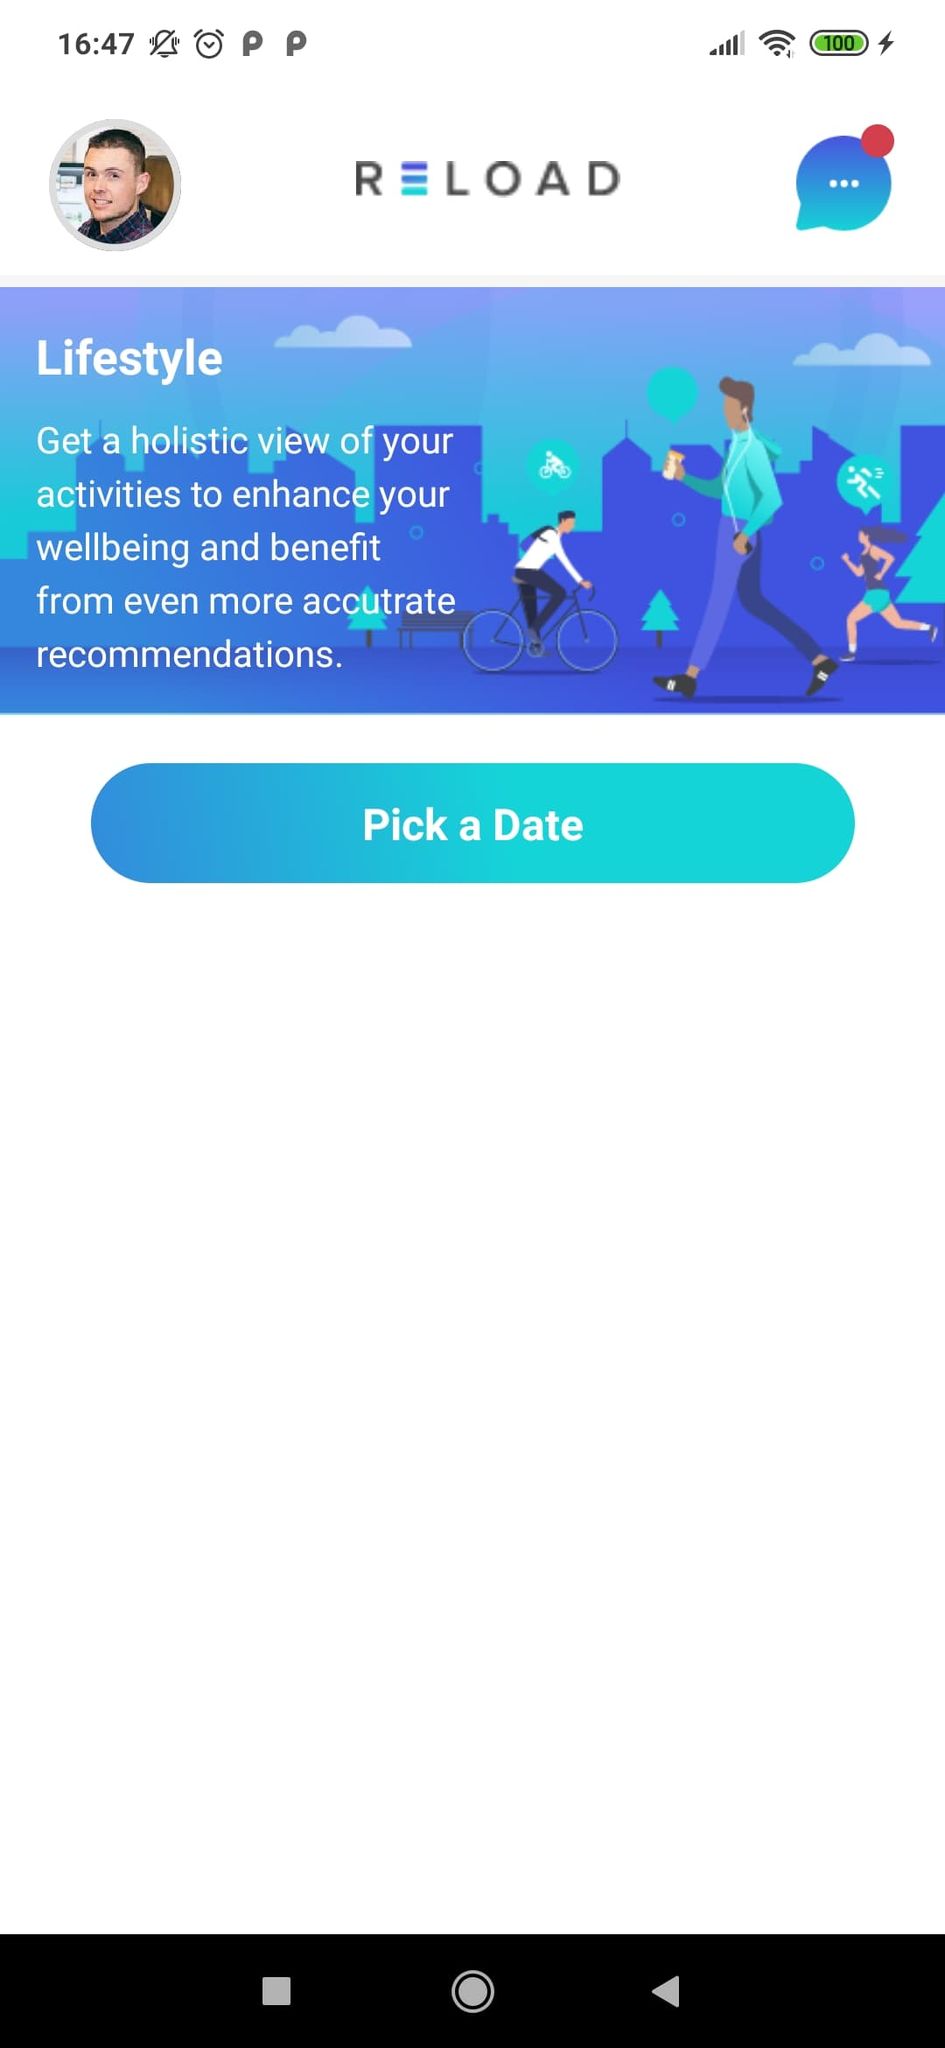 16:47
100
RELOAD
Lifestyle
Get a holistic view of your
activities to enhance your
wellbeing and benefit
from even more accutrate
recommendations.
Pick a Date